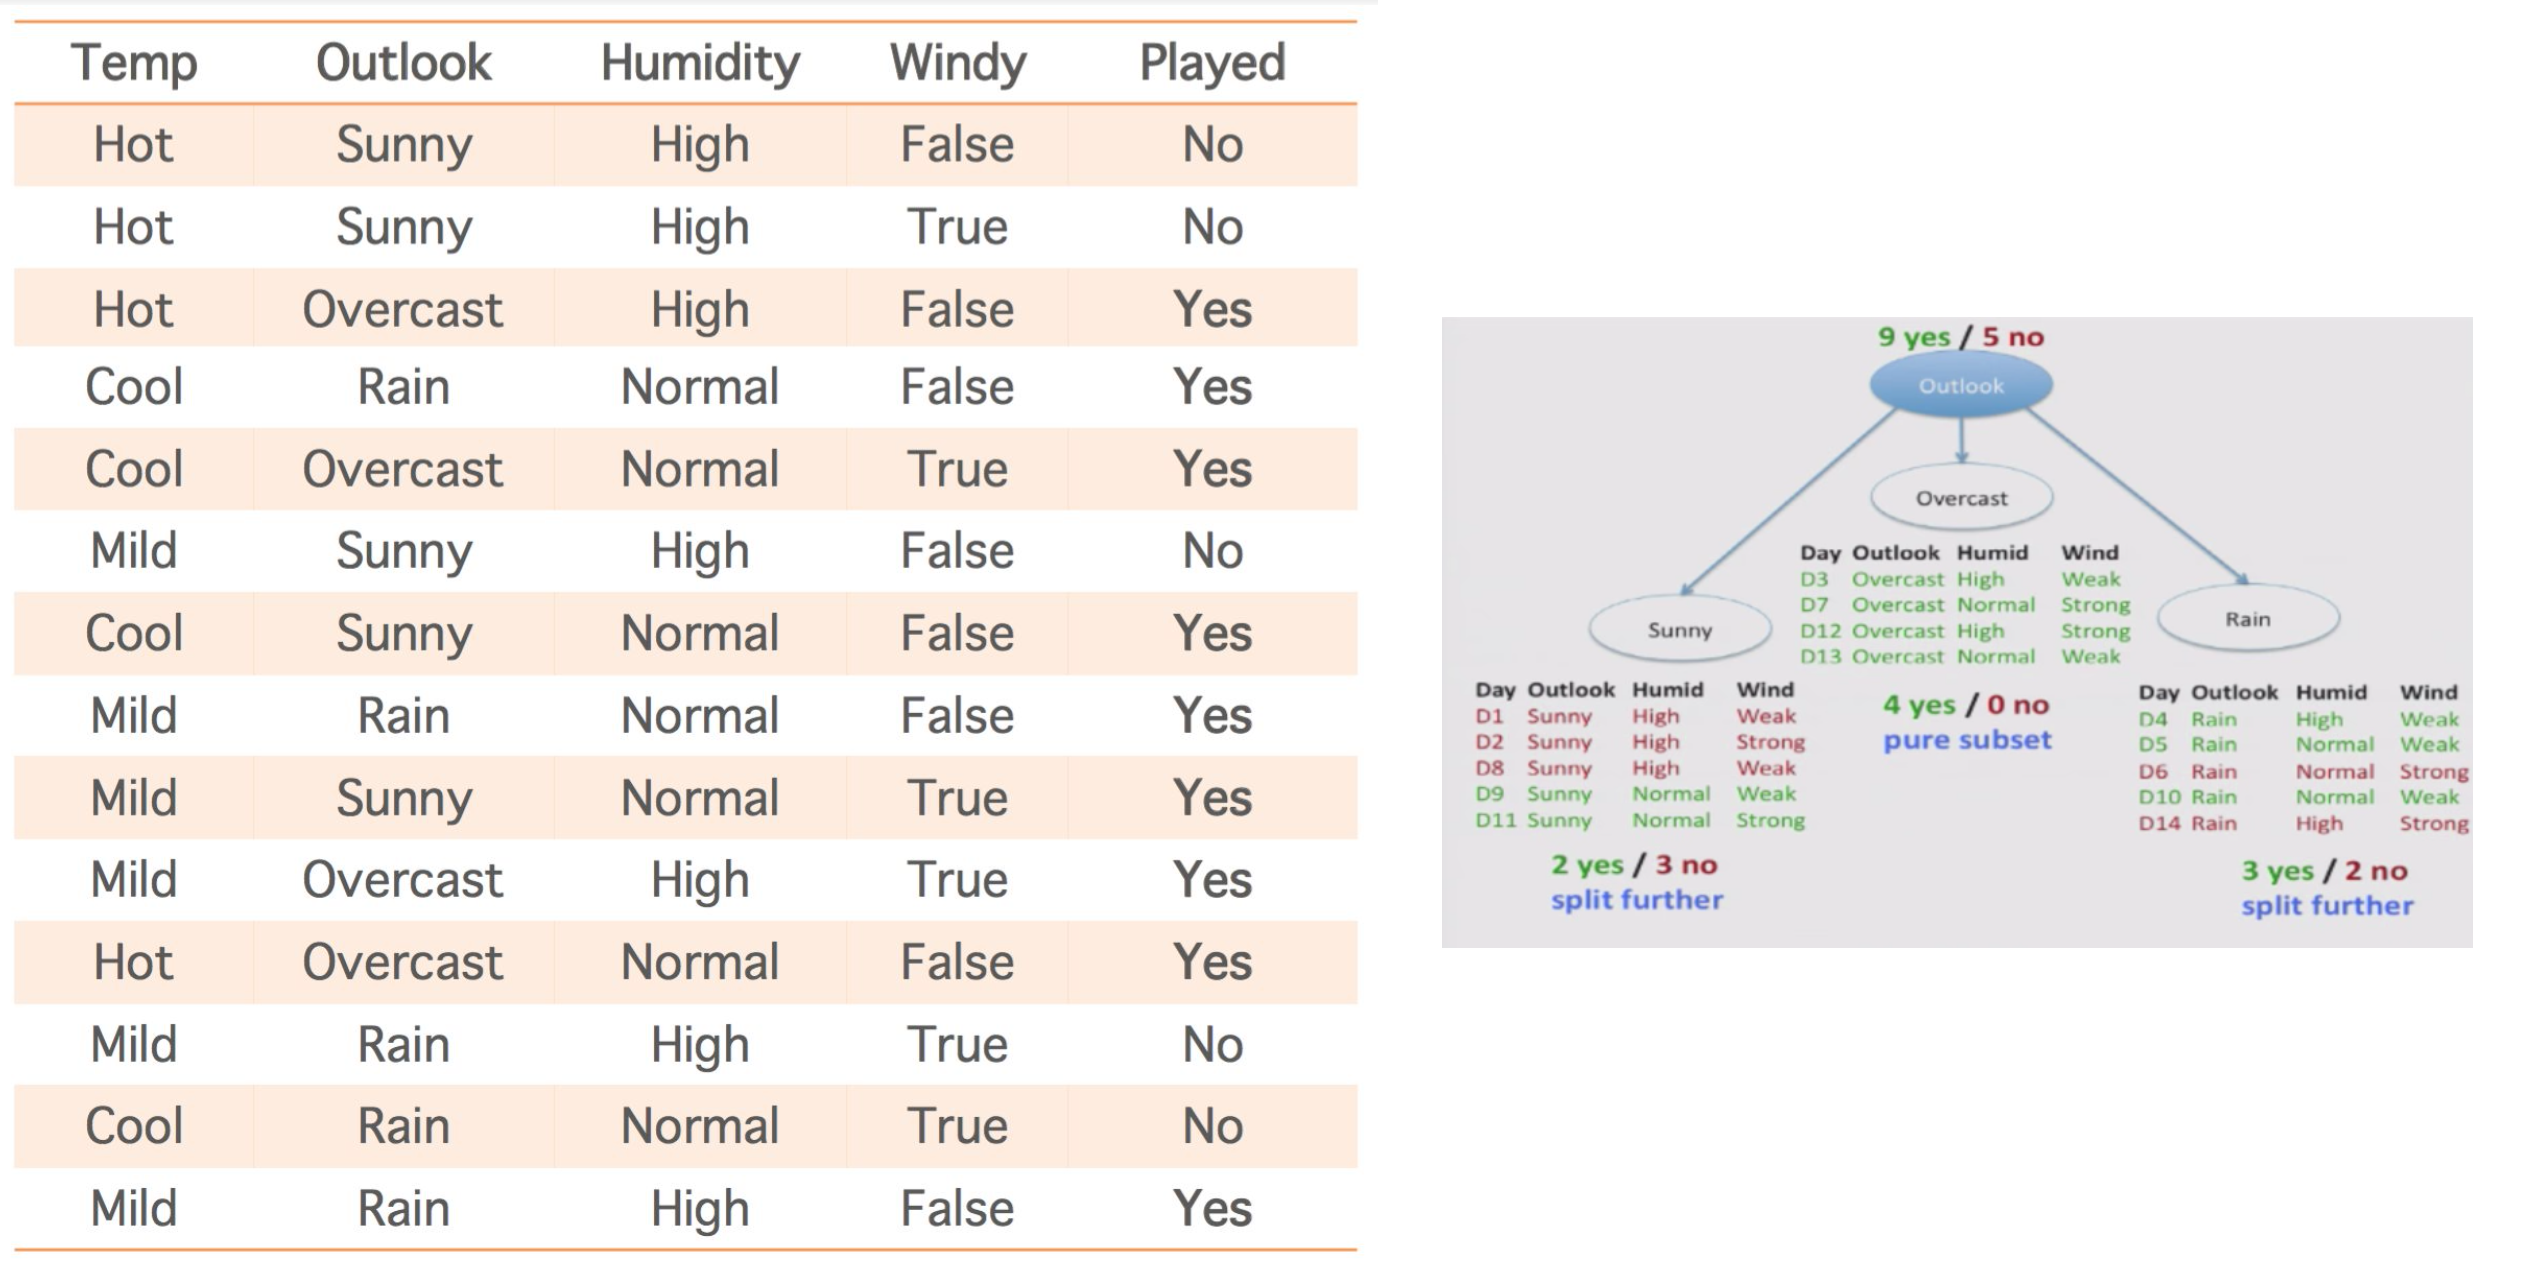 Temp Outlook Humidity Windy Played
Hot Sunny High False No
Hot Sunny High True No
Hot Overcast High False Yes
Cool Rain Normal False Yes
Cool Overcast Normal True Yes
Mild Sunny High False No
Cool Sunny Normal False Yes
Mild Rain Normal False Yes
Mild Sunny Normal True Yes
Mild Overcast High True Yes
Hot Overcast Normal False Yes
Mild Rain High True No
Cool Rain Normal True No
Mild Rain High False Yes
9 yes / 5 no
Outlook
Overcast
Day Outlook Humid Wind
D3 Overcast High Weak
D7 Overcast Normal Strong
D12 Overcast High Strong
D13 Overcast Normal Weak
4 yes / 0 no
pure subset
Sunny
Day Outlook Humid Wind
D1 Sunny High Weak
D2 Sunny High Strong
D8 Sunny High Weak
D9 Sunny Normal Weak
D11 Sunny Normal Strong
2 yes / 3 no
split further
Rain
Day Outlook Humid Wind
D4 Rain High Weak
D5 Rain Normal Weak
D6 Rain Normal Strong
D10 Rain Normal Weak
D14 Rain High Strong
3 yes / 2 no
split further